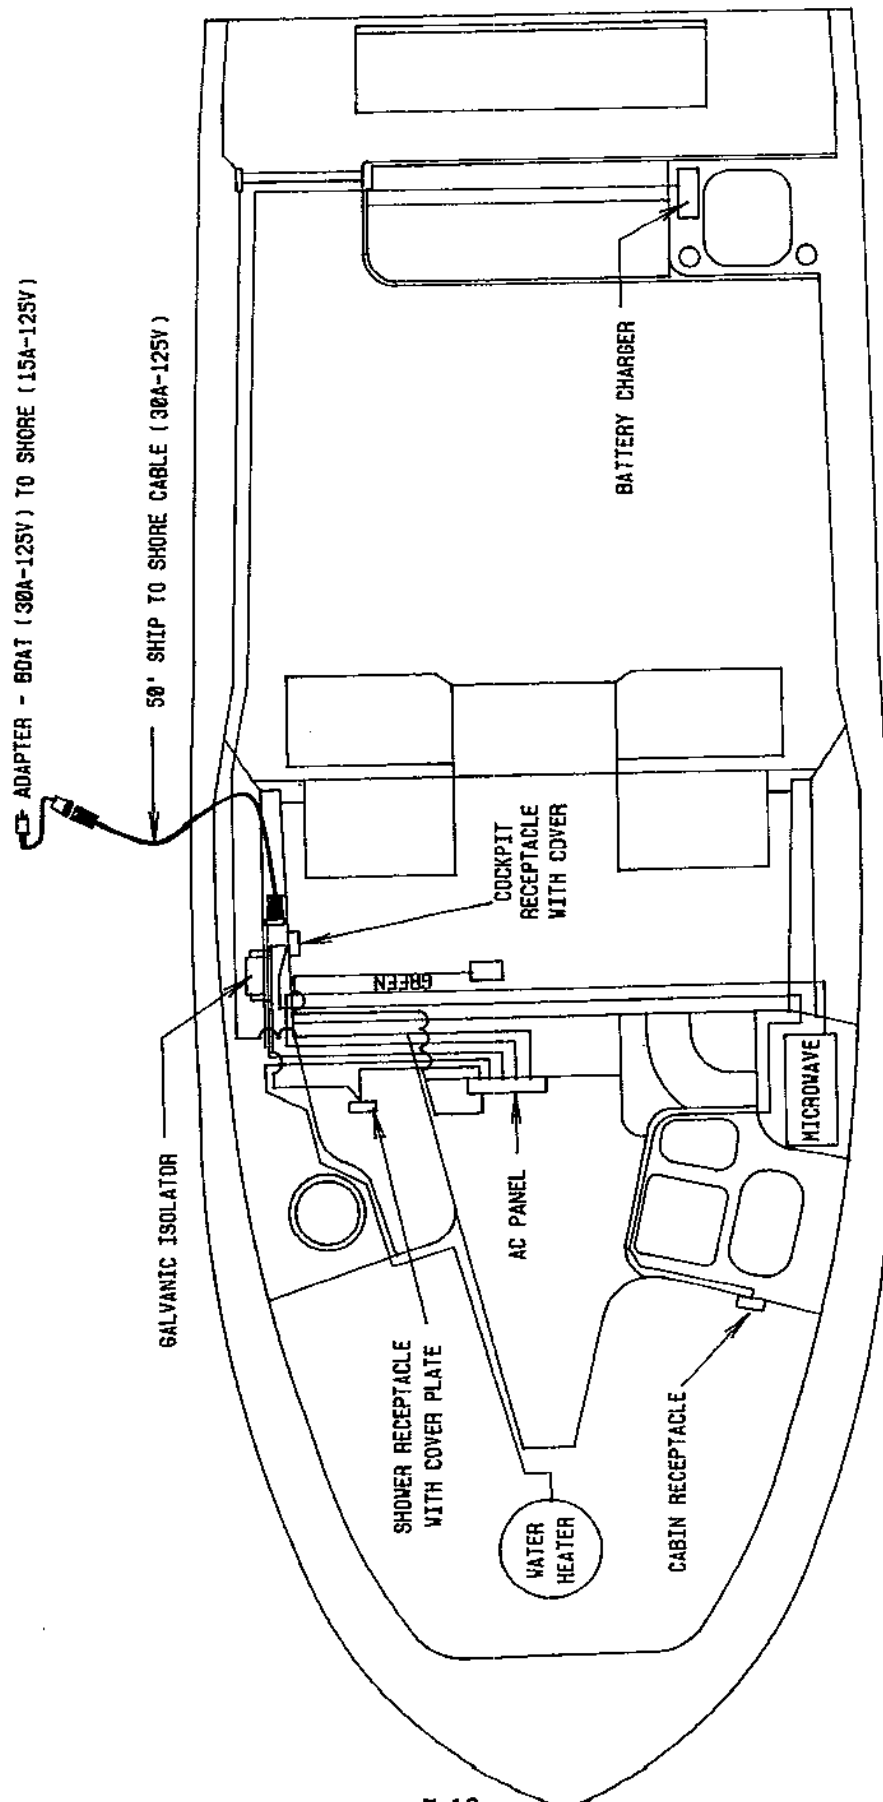 ADAPTER - BOAT (30A-125V) TO SHORE (15A-125V)
50' SHIP TO SHORE CABLE (30A-125V)
GALVANIC ISOLATOR
COCKPIT
RECEPTACLE
WITH COVER
GREEN
BATTERY CHARGER
SHOWER RECEPTACLE
WITH COVER PLATE
AC PANEL
MICROWAVE
WATER
HEATER
CABIN RECEPTACLE